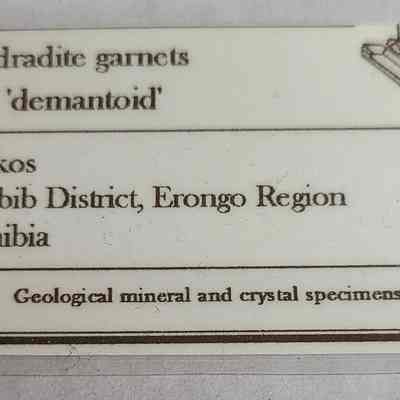 dradite garnets
'demantoid'
kos
bib District, Erongo Region
ibia
Geological mineral and crystal specimens